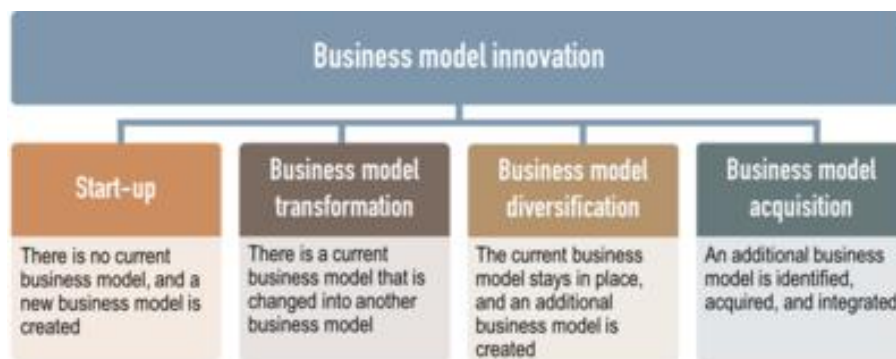 Business model innovation
Start-up
There is no current
business model, and a
new business model is
created
Business model
transformation
There is a current
business model that is
changed into another
business model
Business model
diversification
The current business
model stays in place,
and an additional
business model is
created
Business model
acquisition
An additional business
model is identified,
acquired, and integrated